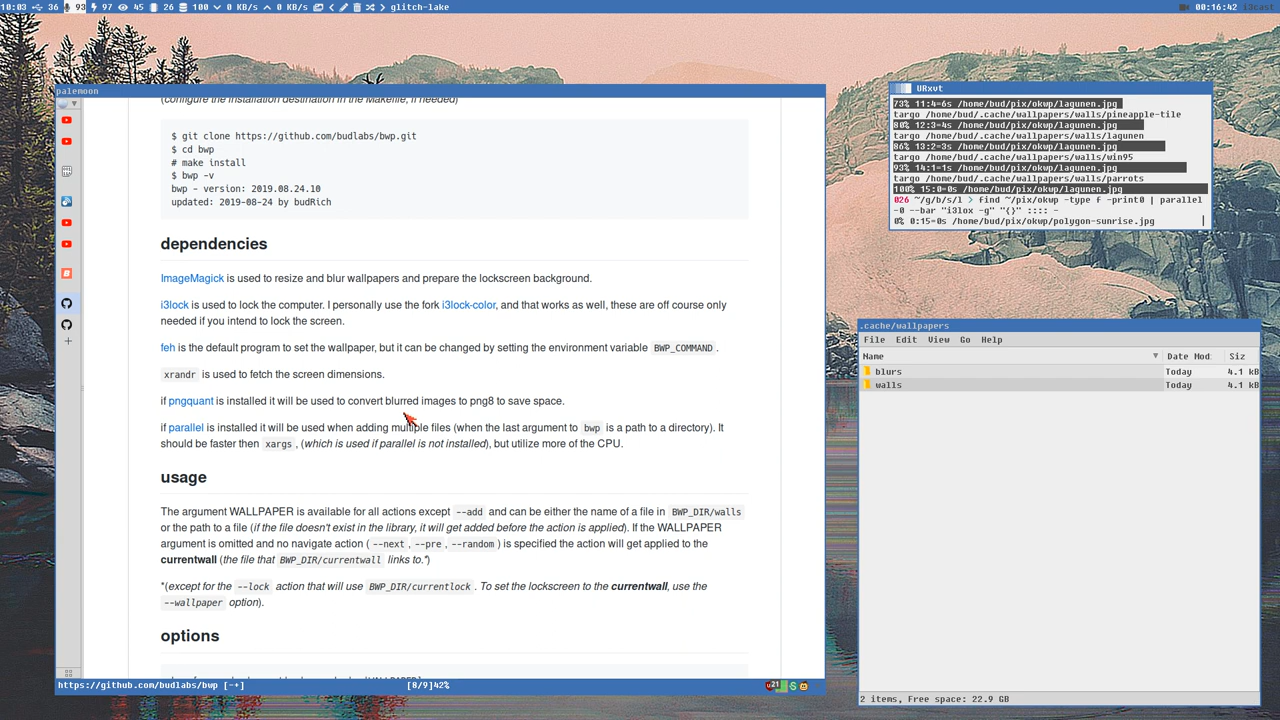 10:03 36 93 97 45 26 100 0 KB/s 0 KB/s glitch-lake
00:16:42 i3cast
palemoon
(configure the installation destination in the Makefile, if needed)
$ git clone https://github.com/budlabs/bwp.git
$ cd bwp
# make install
$ bwp -v
bwp - version: 2019.08.24.10
updated: 2019-08-24 by budRich
dependencies
ImageMagick is used to resize and blur wallpapers and prepare the lockscreen background.
i3lock is used to lock the computer. I personally use the fork i3lock-color, and that works as well, these are off course only
needed if you intend to lock the screen.
feh is the default program to set the wallpaper, but it can be changed by setting the environment variable BWP_COMMAND .
xrandr is used to fetch the screen dimensions.
if pngquant is installed it will be used to convert blurred images to png8 to save space.
if parallel is installed it will be used when adding multiple files (when the last argument to bwp is a path to a directory). It
should be faster then xargs , (which is used if parallel is not installed), but utilize more of the CPU.
usage
The argument WALLPAPER is available for all actions except --add and can be either the name of a file in BWP_DIR/walls
or the path to a file (if the file doesn't exist in the library, it will get added before the action is applied). If the WALLPAPER
argument is omitted and no navigate action ( --next , --pre , --random ) is specified the action will get applied to the
currentwall (the file that BWP_DIR/currentwall links to.*)
* (except for the --lock action that will use BWP_DIR/currentlock . To set the lockscreen to the currentwall, use the
--wallpaper option).
options
https://github.com/budlabs/bwp [-+]
[8/9]42%
21
URxvt
73% 11:4=6s /home/bud/pix/okwp/lagunen.jpg
targo /home/bud/.cache/wallpapers/walls/pineapple-tile
80% 12:3=4s /home/bud/pix/okwp/lagunen.jpg
targo /home/bud/.cache/wallpapers/walls/lagunen
86% 13:2=3s /home/bud/pix/okwp/lagunen.jpg
targo /home/bud/.cache/wallpapers/walls/win95
93% 14:1=1s /home/bud/pix/okwp/lagunen.jpg
targo /home/bud/.cache/wallpapers/walls/parrots
100% 15:0=0s /home/bud/pix/okwp/lagunen.jpg
026 ~/g/b/s/l > find ~/pix/okwp -type f -print0 | parallel
-0 --bar "i3lox -g" "{}" :::: -
0% 0:15=0s /home/bud/pix/okwp/polygon-sunrise.jpg
.cache/wallpapers
File Edit View Go Help
Name Date Mod Siz
blurs Today 4.1 kB
walls Today 4.1 kB
2 items, Free space: 22.9 GB